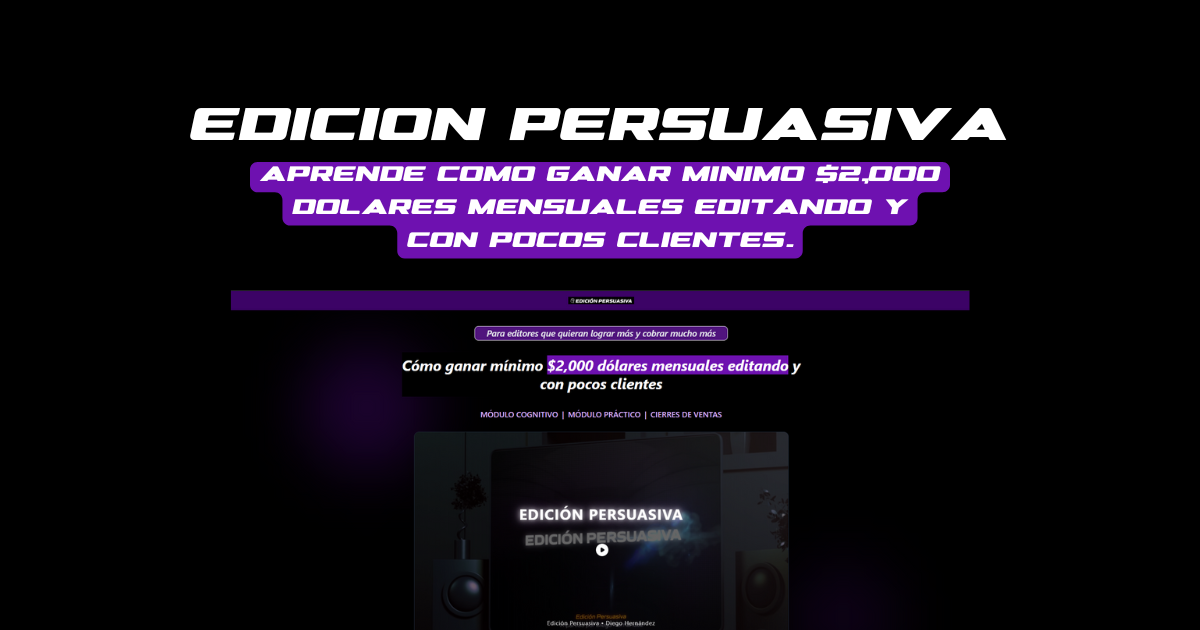 EDICION PERSUASIVA
APRENDE COMO GANAR MINIMO $2,000
DOLARES MENSUALES EDITANDO Y
CON POCOS CLIENTES.
EDICIÓN PERSUASIVA
Para editores que quieran lograr más y cobrar mucho más
Cómo ganar mínimo $2,000 dólares mensuales editando y
con pocos clientes
MÓDULO COGNITIVO | MÓDULO PRÁCTICO | CIERRES DE VENTAS
EDICIÓN PERSUASIVA
EDICIÓN PERSUASIVA
Edición Persuasiva
Edición Persuasiva • Diego Hernández